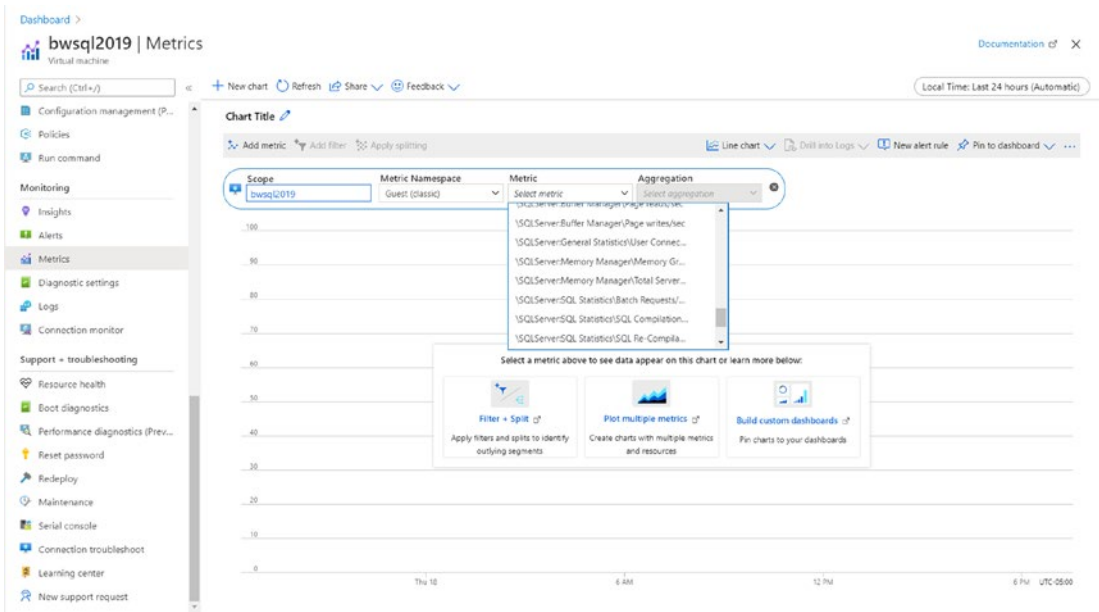 Dashboard >
bwsql2019 | Metrics
Virtual machine
Documentation
Search (Ctrl+/)
«
New chart Refresh Share Feedback
Local Time: Last 24 hours (Automatic)
Configuration management (P...
Policies
Run command
Monitoring
Insights
Alerts
Metrics
Diagnostic settings
Logs
Connection monitor
Support + troubleshooting
Resource health
Boot diagnostics
Performance diagnostics (Prev...
Reset password
Redeploy
Maintenance
Serial console
Connection troubleshoot
Learning center
New support request
Chart Title
Add metric Add filter Apply splitting
Line chart Drill into Logs New alert rule Pin to dashboard ...
Scope Metric Namespace Metric Aggregation
bwsql2019 Guest (classic) Select metric Select aggregation
\SQLServer:Buffer Manager\Page reads/sec
\SQLServer:Buffer Manager\Page writes/sec
\SQLServer:General Statistics\User Connec...
\SQLServer:Memory Manager\Memory Gr...
\SQLServer:Memory Manager\Total Server...
\SQLServer:SQL Statistics\Batch Requests/...
\SQLServer:SQL Statistics\SQL Compilation...
\SQLServer:SQL Statistics\SQL Re-Compila...
100
90
80
70
60
50
40
30
20
10
0
Select a metric above to see data appear on this chart or learn more below:
Filter + Split
Apply filters and splits to identify
outlying segments
Plot multiple metrics
Create charts with multiple metrics
and resources
Build custom dashboards
Pin charts to your dashboards
Thu 18 6 AM 12 PM 6 PM UTC-05:00